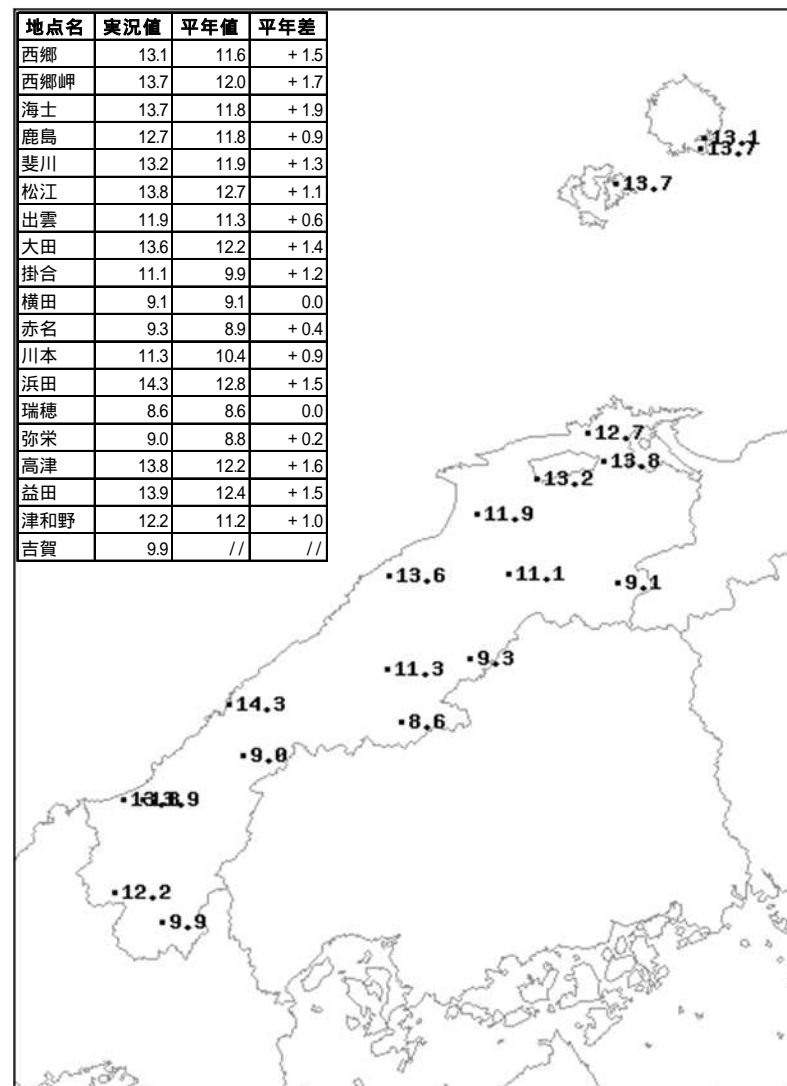 地点名 実況値 平年値 平年差
西郷 13.1 11.6 + 1.5
西郷岬 13.7 12.0 + 1.7
海士 13.7 11.8 + 1.9
鹿島 12.7 11.8 + 0.9
斐川 13.2 11.9 + 1.3
松江 13.8 12.7 + 1.1
出雲 11.9 11.3 + 0.6
大田 13.6 12.2 + 1.4
掛合 11.1 9.9 + 1.2
横田 9.1 9.1 0.0
赤名 9.3 8.9 + 0.4
川本 11.3 10.4 + 0.9
浜田 14.3 12.8 + 1.5
瑞穂 8.6 8.6 0.0
弥栄 9.0 8.8 + 0.2
高津 13.8 12.2 + 1.6
益田 13.9 12.4 + 1.5
津和野 12.2 11.2 + 1.0
吉賀 9.9 // //
13.1
13.7
13.7
12.7
13.8
13.2
11.9
13.6 11.1 9.1
9.3
11.3
14.3
8.6
9.0
13.8 13.9
12.2
9.9